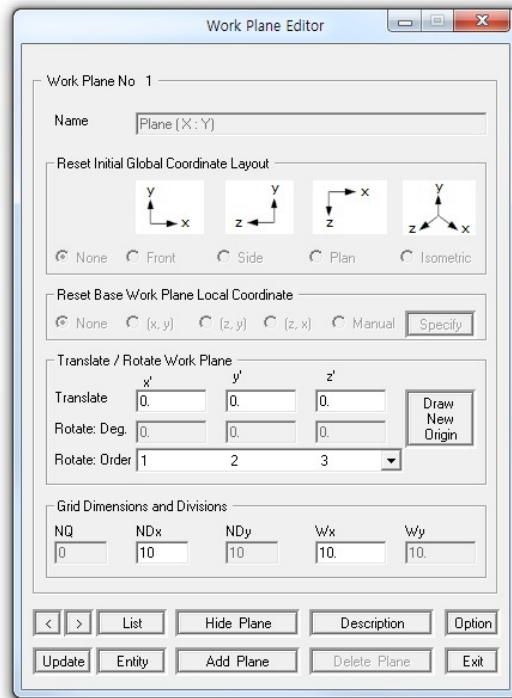 Work Plane Editor
Work Plane No 1
Name Plane ( X : Y )
Reset Initial Global Coordinate Layout
y x
y z
x z
y z x
None Front Side Plan Isometric
Reset Base Work Plane Local Coordinate
None (x, y) (z, y) (z, x) Manual Specify
Translate / Rotate Work Plane
x' y' z'
Translate 0. 0. 0.
Draw New Origin
Rotate: Deg. 0. 0. 0.
Rotate: Order 1 2 3
Grid Dimensions and Divisions
NQ NDx NDy Wx Wy
0 10 10 10. 10.
< > List Hide Plane Description Option
Update Entity Add Plane Delete Plane Exit